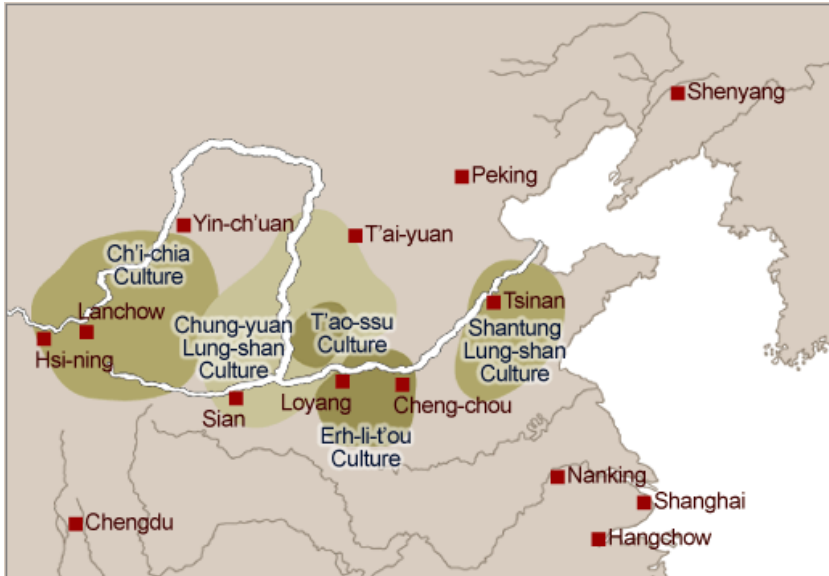 Shenyang
Peking
Yin-ch'uan
T'ai-yuan
Ch'i-chia
Culture
Lanchow
Hsi-ning
Chung-yuan
Lung-shan
Culture
T'ao-ssu
Culture
Tsinan
Shantung
Lung-shan
Culture
Sian
Loyang
Cheng-chou
Erh-li-t'ou
Culture
Nanking
Shanghai
Chengdu
Hangchow